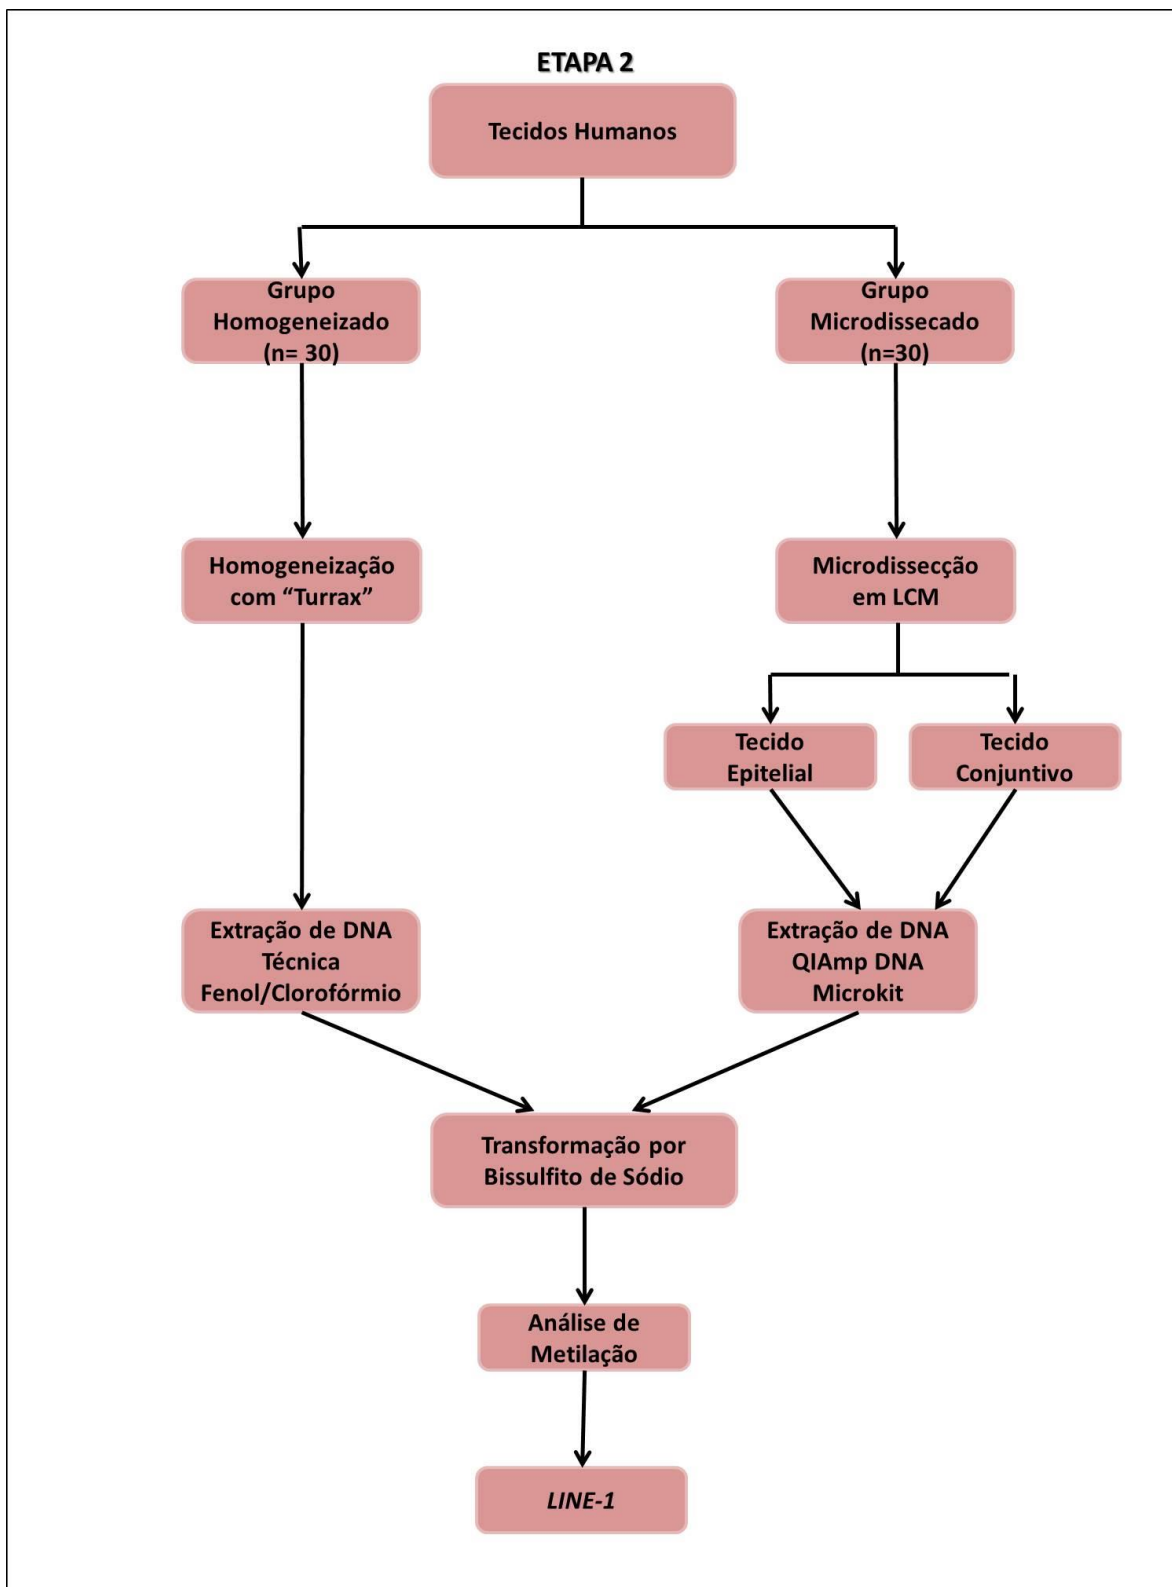 ETAPA 2
Tecidos Humanos
Grupo
Homogeneizado
(n= 30)
Grupo
Microdissecado
(n=30)
Homogeneização
com “Turrax”
Microdissecção
em LCM
Tecido
Epitelial
Tecido
Conjuntivo
Extração de DNA
Técnica
Fenol/Clorofórmio
Extração de DNA
QIAmp DNA
Microkit
Transformação por
Bissulfito de Sódio
Análise de
Metilação
LINE-1